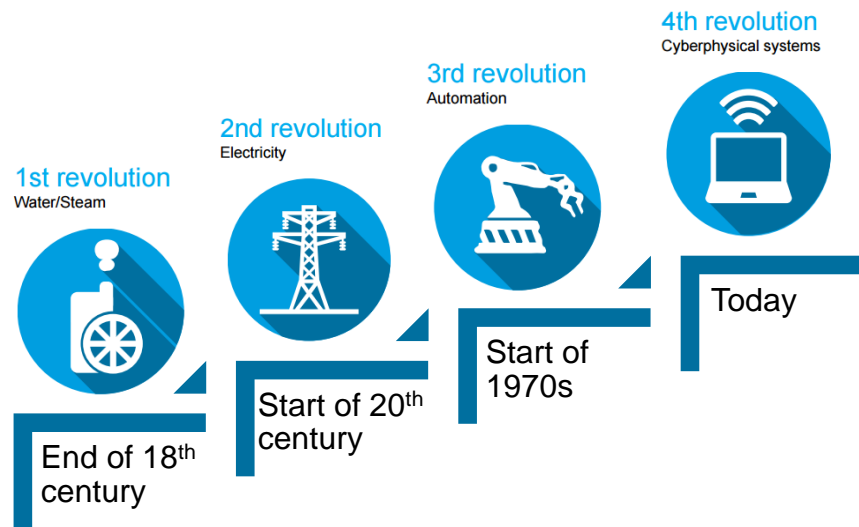 1st revolution
Water/Steam
End of 18th
century
2nd revolution
Electricity
Start of 20th
century
3rd revolution
Automation
Start of
1970s
4th revolution
Cyberphysical systems
Today